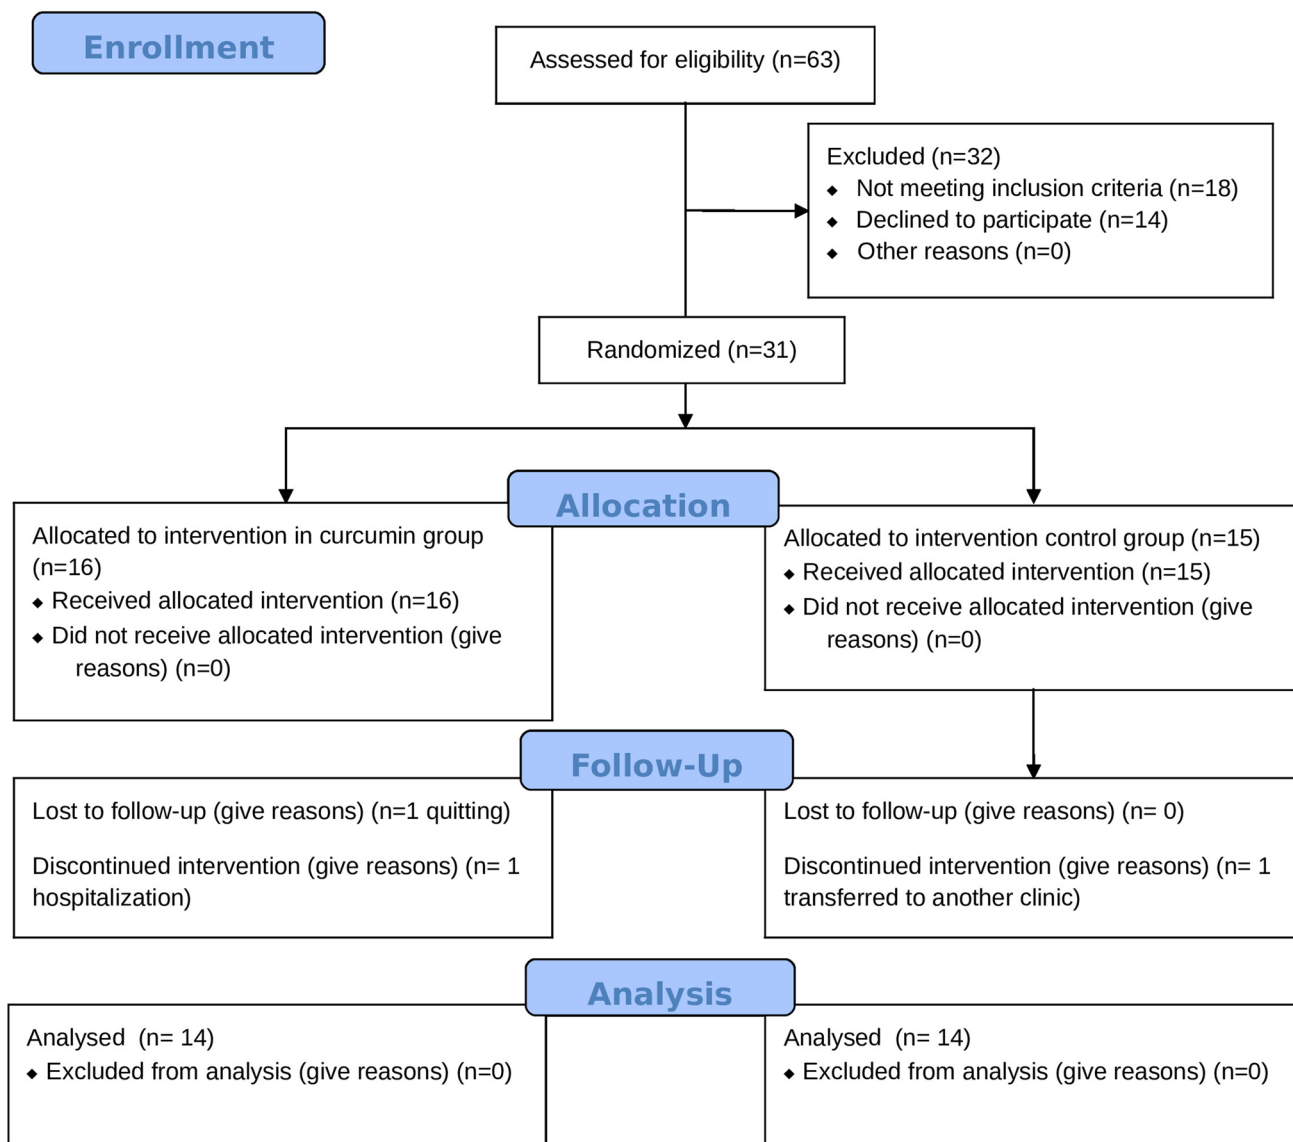 Enrollment
Assessed for eligibility (n=63)
Excluded (n=32)
◆ Not meeting inclusion criteria (n=18)
◆ Declined to participate (n=14)
◆ Other reasons (n=0)
Randomized (n=31)
Allocation
Allocated to intervention in curcumin group
(n=16)
◆ Received allocated intervention (n=16)
◆ Did not receive allocated intervention (give
reasons) (n=0)
Allocated to intervention control group (n=15)
◆ Received allocated intervention (n=15)
◆ Did not receive allocated intervention (give
reasons) (n=0)
Follow-Up
Lost to follow-up (give reasons) (n=1 quitting)
Discontinued intervention (give reasons) (n= 1
hospitalization)
Lost to follow-up (give reasons) (n= 0)
Discontinued intervention (give reasons) (n= 1
transferred to another clinic)
Analysis
Analysed (n= 14)
◆ Excluded from analysis (give reasons) (n=0)
Analysed (n= 14)
◆ Excluded from analysis (give reasons) (n=0)